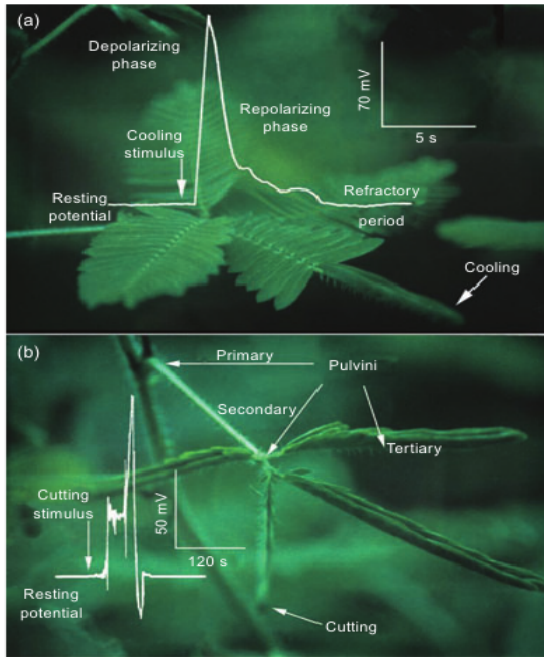 (a)
Depolarizing
phase
Repolarizing
phase
70 mV
5 s
Cooling
stimulus
Resting
potential
Refractory
period
Cooling
(b)
Primary
Pulvini
Secondary
Tertiary
Cutting
stimulus
50 mV
120 s
Resting
potential
Cutting